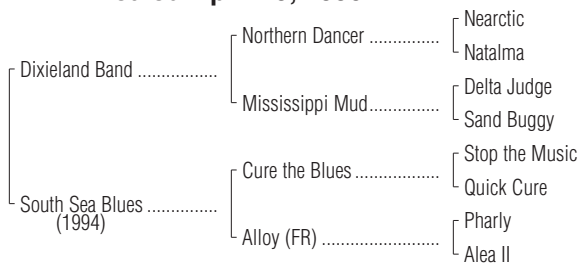 Nearctic
Northern Dancer ................
Natalma
Dixieland Band ..................
Delta Judge
Mississippi Mud................
Sand Buggy
Stop the Music
Cure the Blues ...................
Quick Cure
South Sea Blues ................
(1994)
Pharly
Alloy (FR) ...........................
Alea II